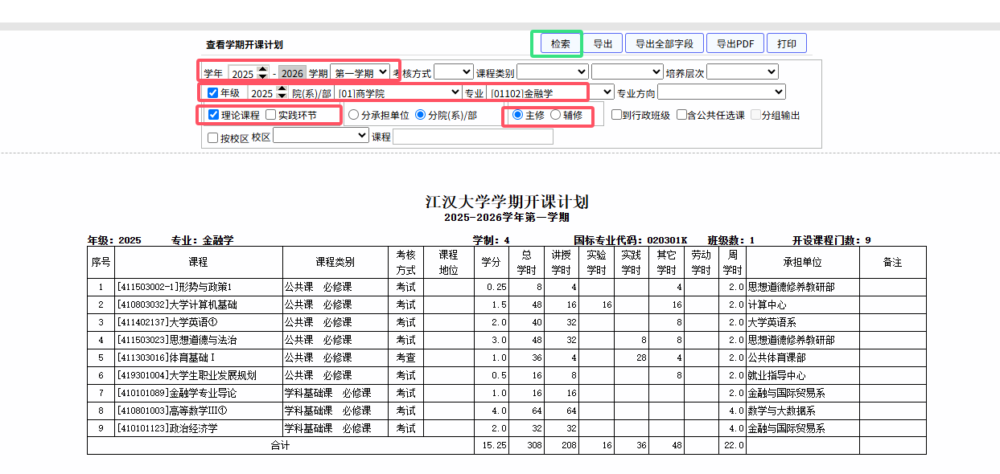 查看学期开课计划 检索 导出 导出全部字段 导出PDF 打印
学年 2025 - 2026 学期 第一学期 考核方式 课程类别 培养层次
年级 2025 院(系)/部 [01]商学院 专业 [01102]金融学 专业方向
理论课程 实践环节 分承担单位 分院(系)/部 主修 辅修 到行政班级 含公共任选课 分组输出
按校区 校区 课程
江汉大学学期开课计划
2025-2026学年第一学期
年级：2025 专业：金融学 学制：4 国标专业代码：020301K 班级数：1 开设课程门数：9
序号 课程 课程类别 考核方式 课程地位 学分 总学时 讲授学时 实验学时 实践学时 其它学时 劳动学时 周学时 承担单位 备注
1 [411503002-1]形势与政策1 公共课 必修课 考试 0.25 8 4 4 2.0 思想道德修养教研部
2 [410803032]大学计算机基础 公共课 必修课 考试 1.5 48 16 16 16 2.0 计算中心
3 [411402137]大学英语① 公共课 必修课 考试 2.0 40 32 8 2.0 大学英语系
4 [411503023]思想道德与法治 公共课 必修课 考试 3.0 48 32 8 8 2.0 思想道德修养教研部
5 [411303016]体育基础Ⅰ 公共课 必修课 考查 1.0 36 4 28 4 2.0 公共体育课部
6 [419301004]大学生职业发展规划 公共课 必修课 考试 0.5 16 8 8 2.0 就业指导中心
7 [410101089]金融学专业导论 学科基础课 必修课 考试 1.0 16 16 2.0 金融与国际贸易系
8 [410801003]高等数学III① 学科基础课 必修课 考试 4.0 64 64 4.0 数学与大数据系
9 [410101123]政治经济学 学科基础课 必修课 考试 2.0 32 32 4.0 金融与国际贸易系
合计 15.25 308 208 16 36 48 22.0